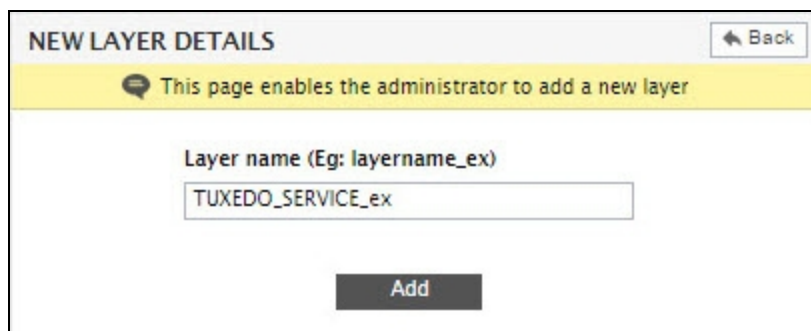 NEW LAYER DETAILS
Back
This page enables the administrator to add a new layer
Layer name (Eg: layername_ex)
TUXEDO_SERVICE_ex
Add